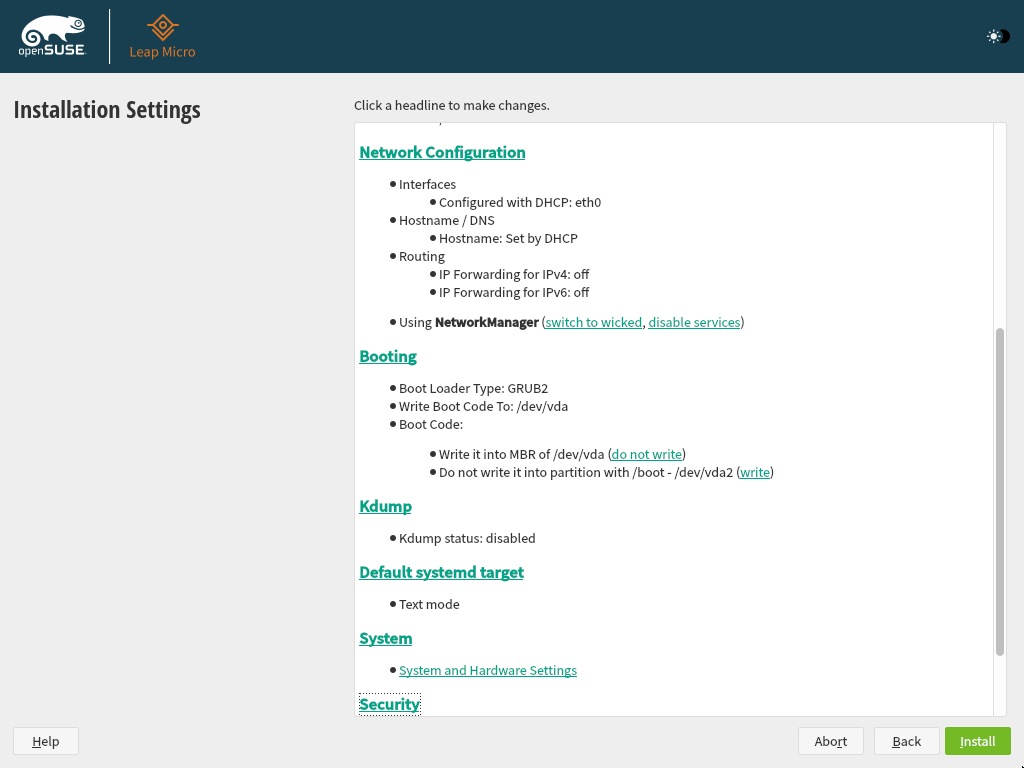 openSUSE
Leap Micro
Installation Settings
Click a headline to make changes.
Network Configuration
Interfaces
Configured with DHCP: eth0
Hostname / DNS
Hostname: Set by DHCP
Routing
IP Forwarding for IPv4: off
IP Forwarding for IPv6: off
Using NetworkManager (switch to wicked, disable services)
Booting
Boot Loader Type: GRUB2
Write Boot Code To: /dev/vda
Boot Code:
Write it into MBR of /dev/vda (do not write)
Do not write it into partition with /boot - /dev/vda2 (write)
Kdump
Kdump status: disabled
Default systemd target
Text mode
System
System and Hardware Settings
Security
Help
Abort
Back
Install